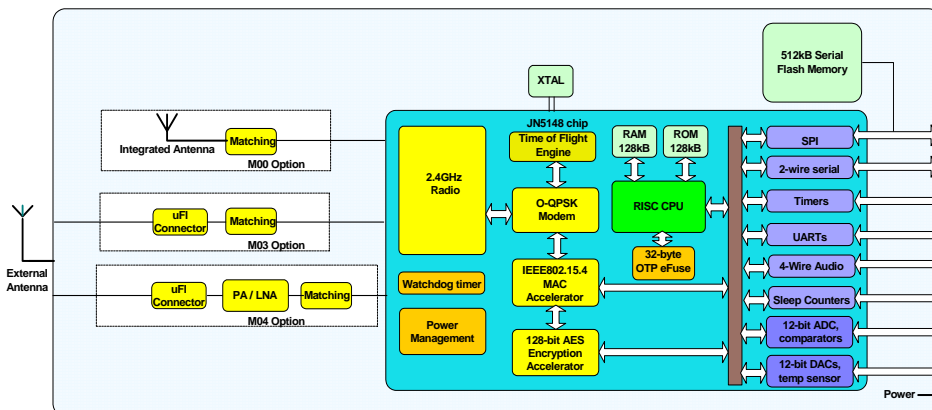 512kB Serial
Flash Memory
XTAL
JN5148 chip
Integrated Antenna
Matching
M00 Option
2.4GHz
Radio
Time of Flight
Engine
RAM
128kB
ROM
128kB
SPI
2-wire serial
O-QPSK
Modem
RISC CPU
Timers
uFl
Connector
Matching
M03 Option
UARTs
32-byte
OTP eFuse
4-Wire Audio
External
Antenna
uFl
Connector
PA / LNA
Matching
M04 Option
Watchdog timer
IEEE802.15.4
MAC
Accelerator
Sleep Counters
Power
Management
128-bit AES
Encryption
Accelerator
12-bit ADC,
comparators
12-bit DACs,
temp sensor
Power